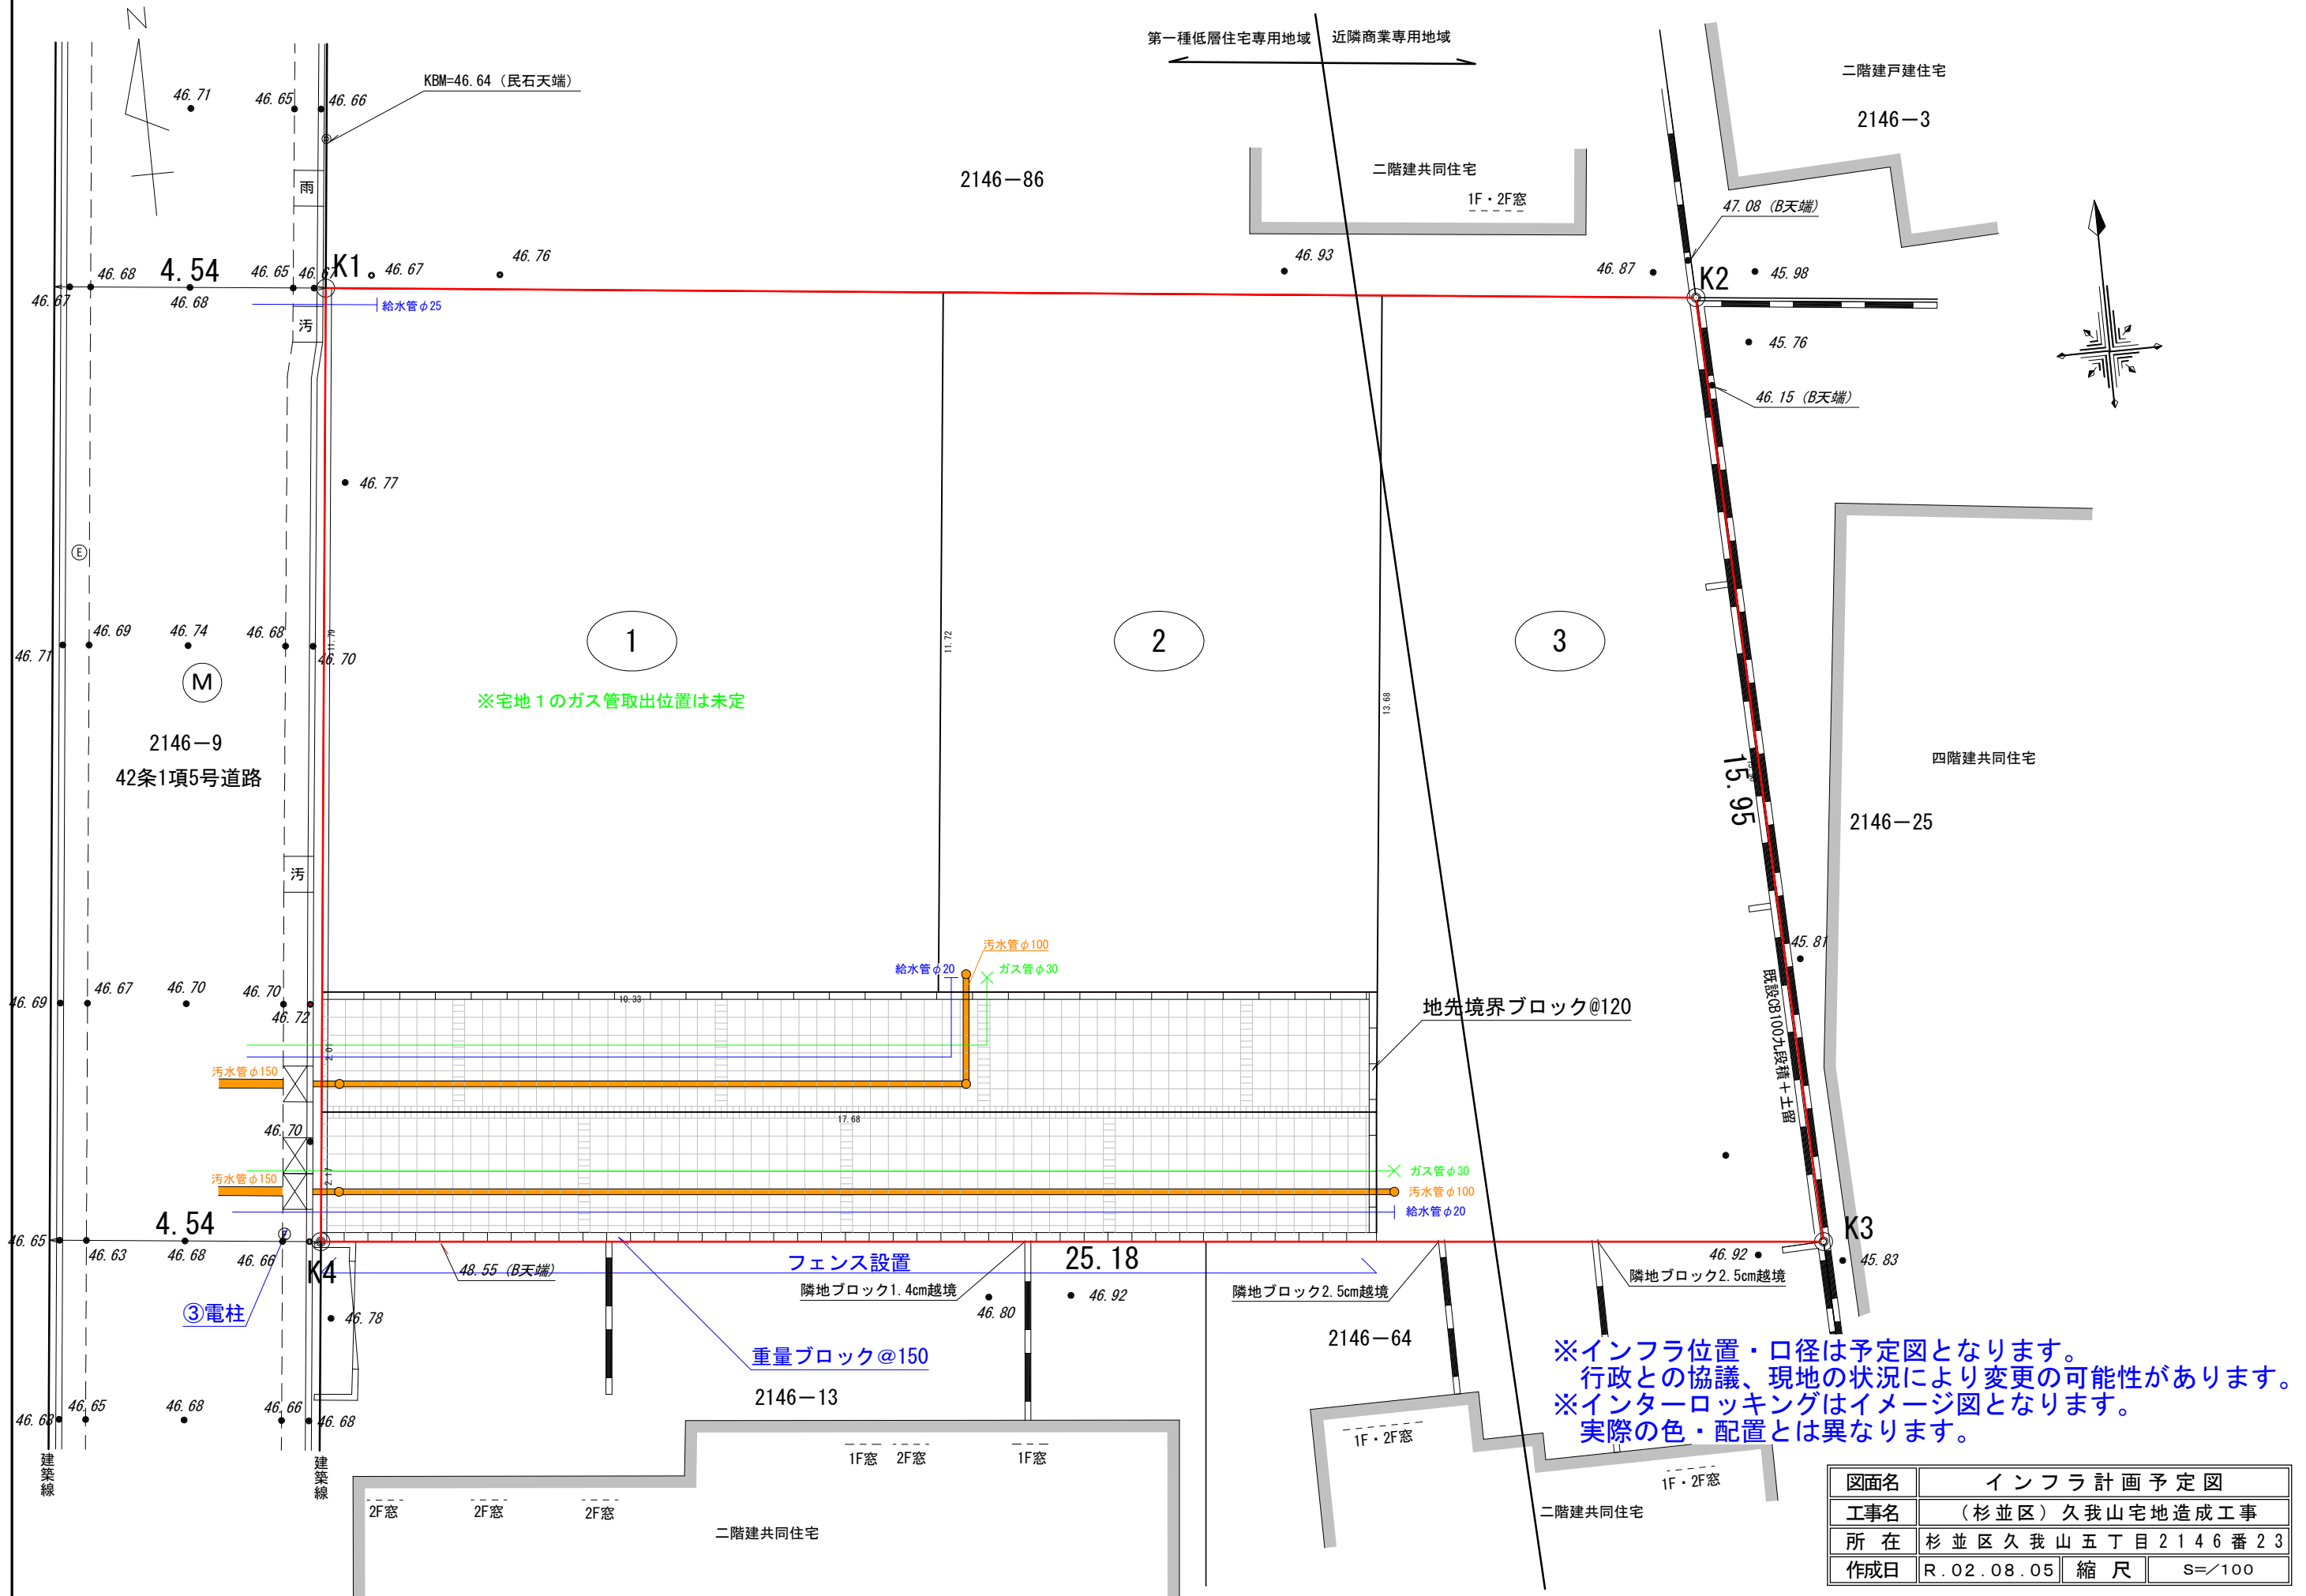 N
第一種低層住宅専用地域
近隣商業専用地域
二階建戸建住宅
2146−3
KBM=46.64（民石天端）
46.71
46.65
46.66
雨
2146−86
二階建共同住宅
1F・2F窓
47.08（B天端）
46.67
46.68
4.54
46.68
46.65
46.67
K1
46.67
46.76
46.93
46.87
K2
45.98
給水管φ25
汚
45.76
46.15（B天端）
46.77
E
46.71
46.69
46.74
46.68
46.70
11.79
1
11.72
2
3
M
※宅地１のガス管取出位置は未定
13.68
2146−9
42条1項5号道路
15.95
四階建共同住宅
2146−25
汚
汚水管φ100
給水管φ20
ガス管φ30
45.81
46.69
46.67
46.70
46.70
46.72
10.33
地先境界ブロック@120
既設CB100九段積＋土留
2.01
汚水管φ150
17.68
46.70
2.17
ガス管φ30
汚水管φ150
汚水管φ100
給水管φ20
4.54
46.65
46.63
46.68
46.66
K4
K3
48.55（B天端）
フェンス設置
25.18
46.92
45.83
隣地ブロック1.4cm越境
隣地ブロック2.5cm越境
隣地ブロック2.5cm越境
③電柱
46.78
46.80
46.92
2146−64
重量ブロック＠150
2146−13
※インフラ位置・口径は予定図となります。
行政との協議、現地の状況により変更の可能性があります。
※インターロッキングはイメージ図となります。
実際の色・配置とは異なります。
46.68
46.65
46.68
46.66
46.68
建築線
建築線
1F窓
2F窓
1F窓
1F・2F窓
1F・2F窓
2F窓
2F窓
2F窓
二階建共同住宅
二階建共同住宅
図面名 インフラ計画予定図
工事名 （杉並区）久我山宅地造成工事
所在 杉並区久我山五丁目２１４６番２３
作成日 R.02.08.05 縮尺 S=/100